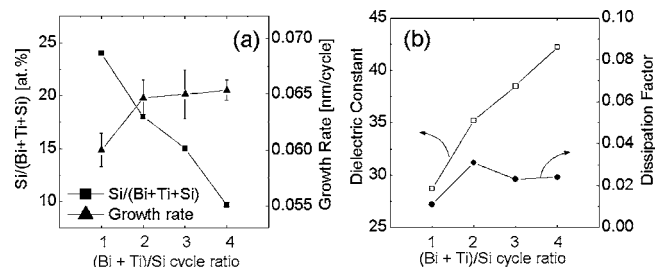 (a)
Si/(Bi+Ti+Si) [at.%]
25
20
15
10
0.070
0.065
0.060
0.055
Growth Rate [nm/cycle]
Si/(Bi+Ti+Si)
Growth rate
1 2 3 4
(Bi + Ti)/Si cycle ratio
(b)
Dielectric Constant
45
40
35
30
25
0.10
0.08
0.06
0.04
0.02
0.00
Dissipation Factor
1 2 3 4
(Bi + Ti)/Si cycle ratio